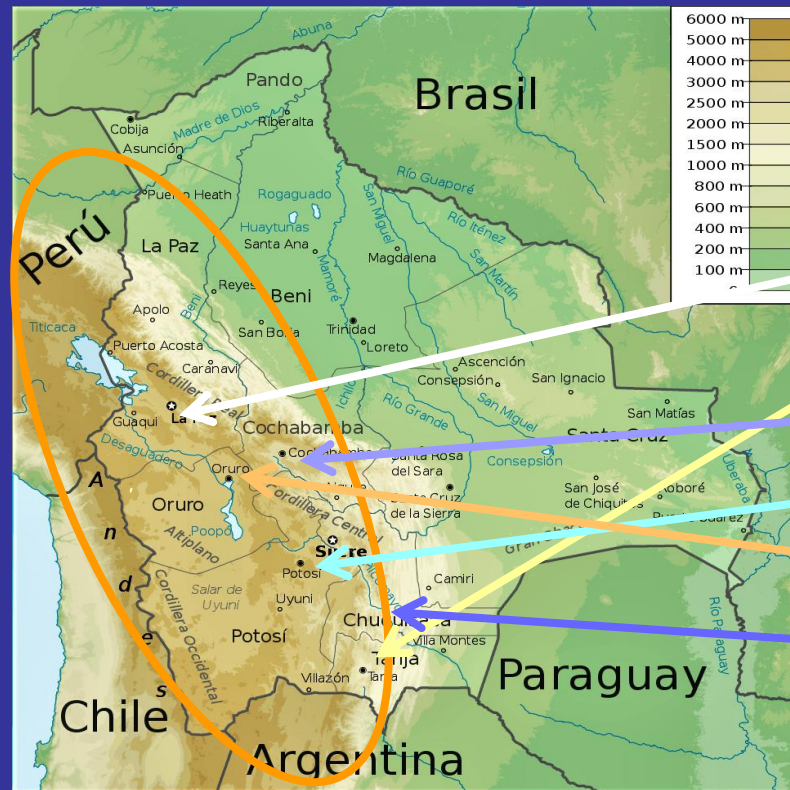 6000 m
5000 m
4000 m
3000 m
2500 m
2000 m
1500 m
1000 m
800 m
600 m
400 m
200 m
100 m
Abuna
Pando
Brasil
Madre de Dios
Riberalta
Cobija
Asunción
Río Guaporé
Puerto Heath
Rogaguado
San Miguel
Río Iténez
Perú
Huaytunas
La Paz
Santa Ana
Mamoré
Magdalena
San Martín
Reyes
Beni
Beni
Apolo
San Borja
Trinidad
Loreto
Titicaca
Puerto Acosta
Caranavi
Ascención
Consepsión
San Ignacio
Cordillera Real
Ichilo
Río Grande
San Miguel
San Matías
La Paz
Guaqui
Cochabamba
Santa Cruz
Desaguadero
Cochabamba
Santa Rosa
del Sara
Consepsión
Uberaba
Oruro
A
n
d
e
s
Oruro
Cordillera Central
Santa Cruz
de la Sierra
San José
de Chiquitos
Roboré
Puerto Suárez
Altiplano
Poopó
Sucre
Potosí
Salar de
Uyuni
Uyuni
Camiri
Cordillera Occidental
Potosí
Chuquisaca
Villa Montes
Río Paraguay
Tarija
Tarija
Villazón
Paraguay
Chile
Argentina